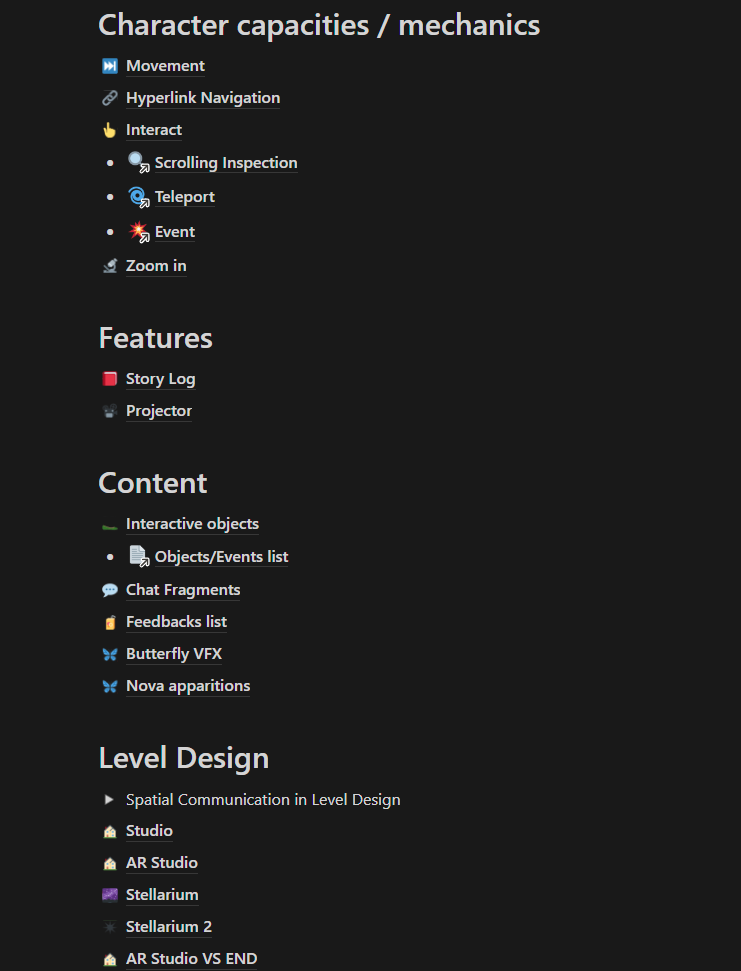 Character capacities / mechanics
Movement
Hyperlink Navigation
Interact
Scrolling Inspection
Teleport
Event
Zoom in
Features
Story Log
Projector
Content
Interactive objects
Objects/Events list
Chat Fragments
Feedbacks list
Butterfly VFX
Nova apparitions
Level Design
Spatial Communication in Level Design
Studio
AR Studio
Stellarium
Stellarium 2
AR Studio VS END